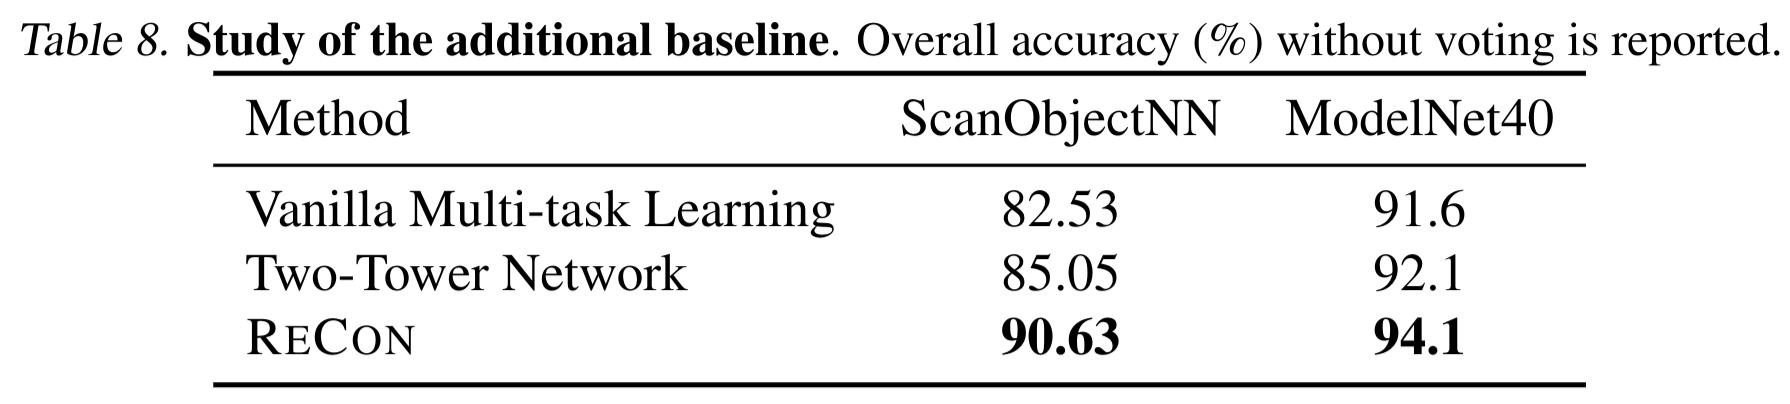 Table 8. Study of the additional baseline. Overall accuracy (%) without voting is reported.
Method ScanObjectNN ModelNet40
Vanilla Multi-task Learning 82.53 91.6
Two-Tower Network 85.05 92.1
RECON 90.63 94.1